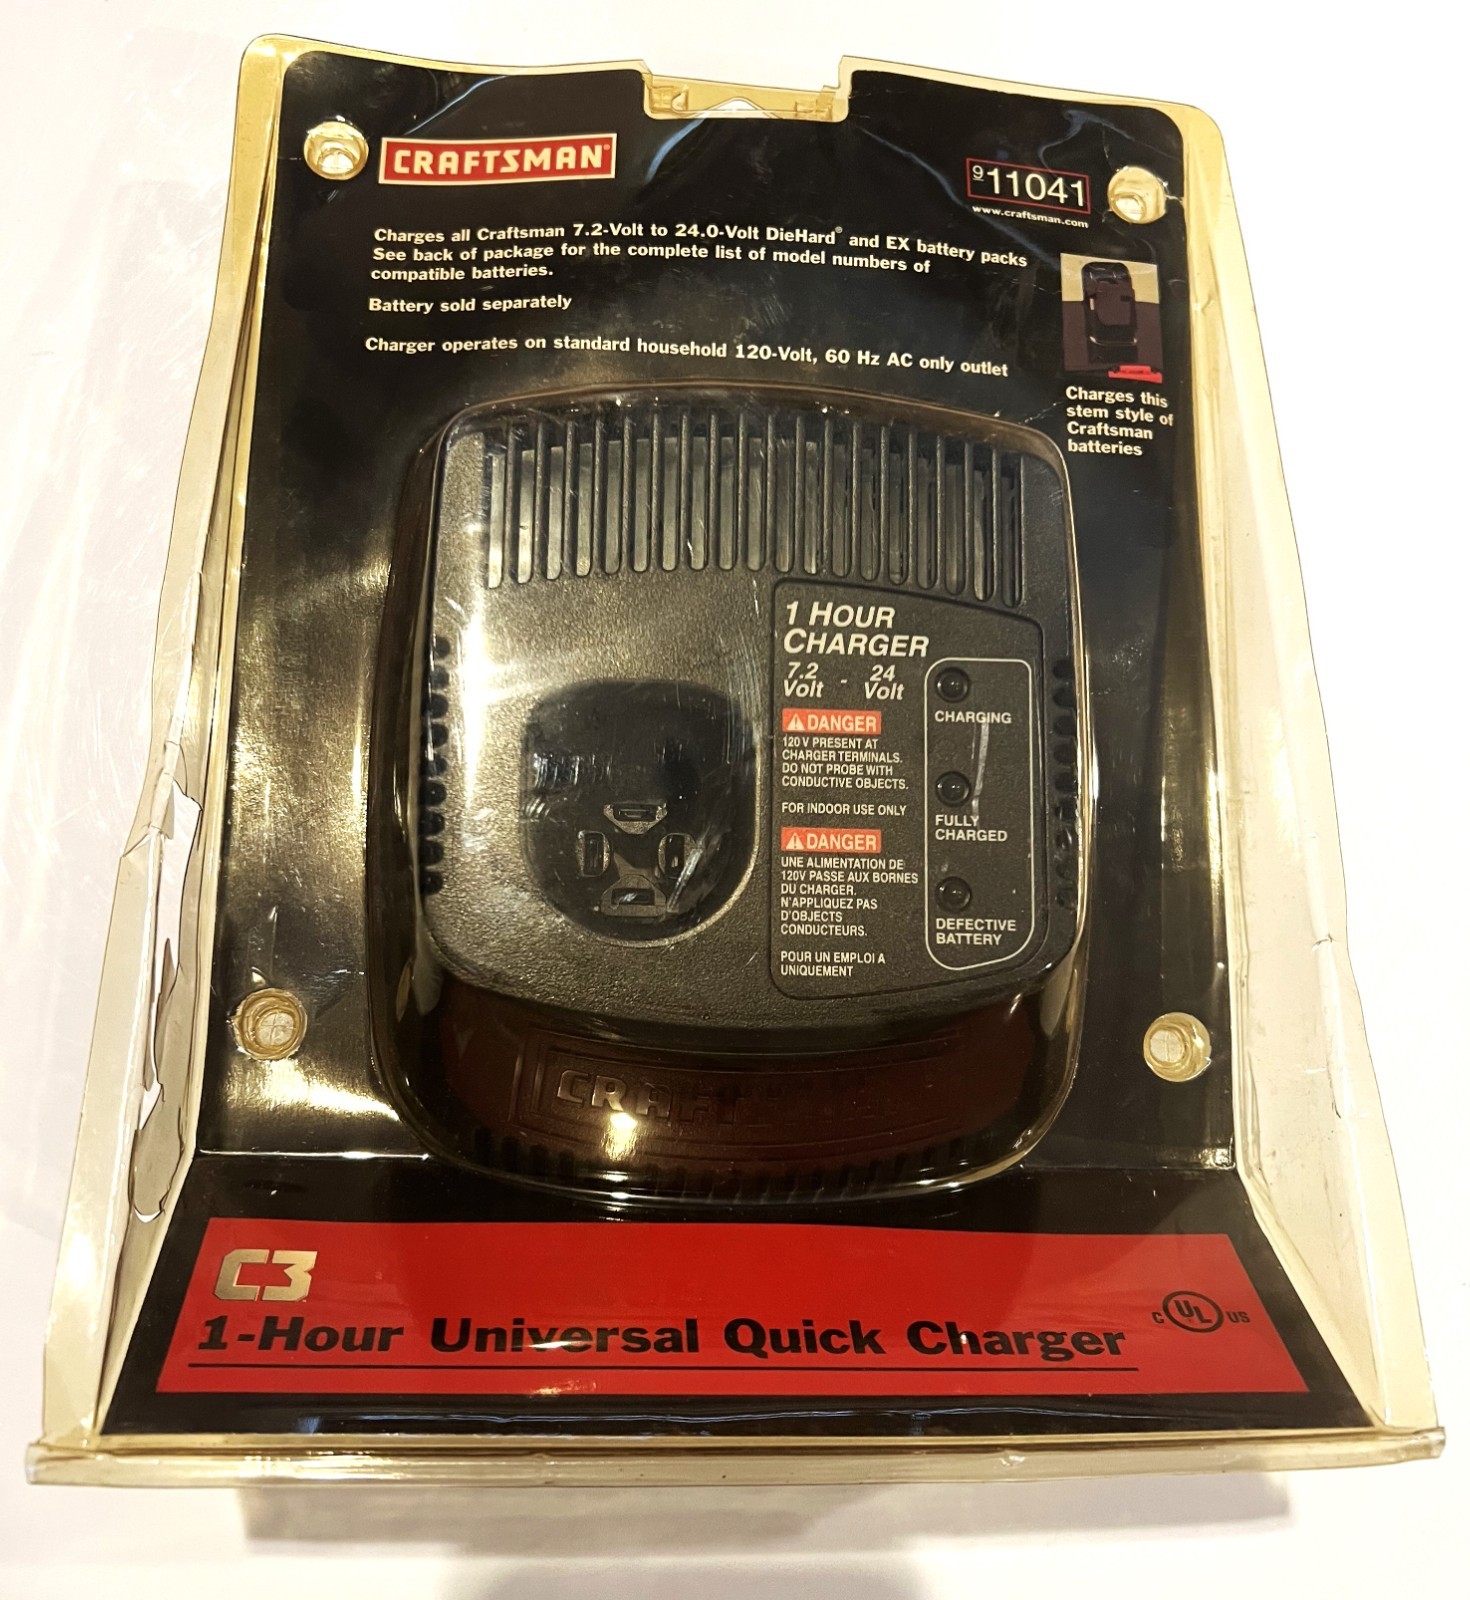 CRAFTSMAN®
9 11041
www.craftsman.com
Charges all Craftsman 7.2-Volt to 24.0-Volt DieHard® and EX battery packs
See back of package for the complete list of model numbers of
compatible batteries.
Battery sold separately
Charger operates on standard household 120-Volt, 60 Hz AC only outlet
Charges this
stem style of
Craftsman
batteries
1 HOUR
CHARGER
7.2 - 24
Volt Volt
DANGER
120 V PRESENT AT
CHARGER TERMINALS.
DO NOT PROBE WITH
CONDUCTIVE OBJECTS.
FOR INDOOR USE ONLY
DANGER
UNE ALIMENTATION DE
120V PASSE AUX BORNES
DU CHARGER.
N'APPLIQUEZ PAS
D'OBJECTS
CONDUCTEURS.
POUR UN EMPLOI A
UNIQUEMENT
CHARGING
FULLY
CHARGED
DEFECTIVE
BATTERY
CRAFTSMAN
C3
1-Hour Universal Quick Charger
C UL US